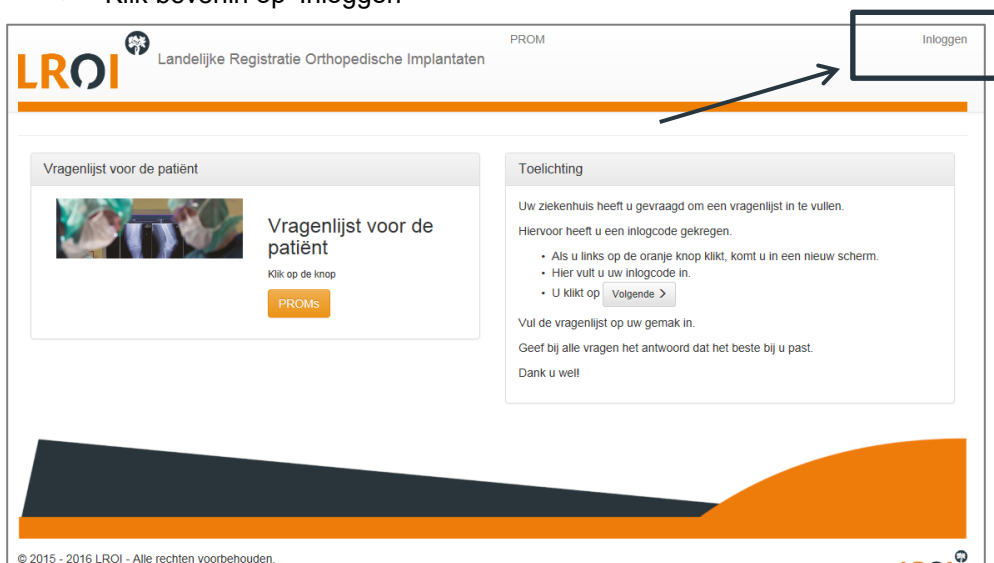 Klik bovenin op 'Inloggen'
LROI
Landelijke Registratie Orthopedische Implantaten
PROM
Inloggen
Vragenlijst voor de patiënt
Vragenlijst voor de
patiënt
Klik op de knop
PROMs
Toelichting
Uw ziekenhuis heeft u gevraagd om een vragenlijst in te vullen.
Hiervoor heeft u een inlogcode gekregen.
• Als u links op de oranje knop klikt, komt u in een nieuw scherm.
• Hier vult u uw inlogcode in.
• U klikt op Volgende >
Vul de vragenlijst op uw gemak in.
Geef bij alle vragen het antwoord dat het beste bij u past.
Dank u wel!
© 2015 - 2016 LROI - Alle rechten voorbehouden.